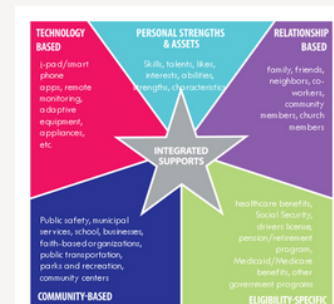 TECHNOLOGY
BASED
i-pad/smart
phone
apps, remote
monitoring,
adaptive
equipment,
appliances,
etc.
PERSONAL STRENGTHS
& ASSETS
Skills, talents, likes,
interests, abilities,
strengths, characteristics
RELATIONSHIP
BASED
family, friends,
neighbors, co-
workers,
community
members, church
members
INTEGRATED
SUPPORTS
Public safety, municipal
services, school, businesses,
faith-based organizations,
public transportation,
parks and recreation,
community centers
COMMUNITY-BASED
healthcare benefits,
Social Security,
drivers license,
pension/retirement
program,
Medicaid/Medicare
benefits, other
government programs
ELIGIBILITY-SPECIFIC